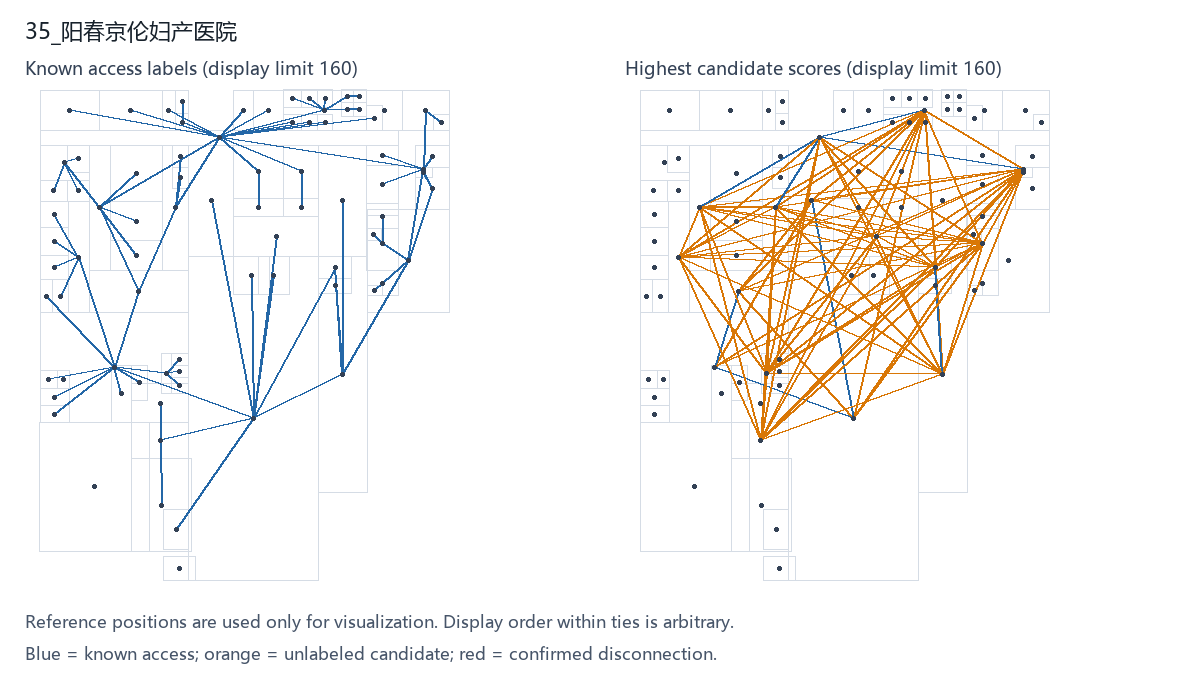 35_阳春京伦妇产医院
Known access labels (display limit 160)
Highest candidate scores (display limit 160)
Reference positions are used only for visualization. Display order within ties is arbitrary.
Blue = known access; orange = unlabeled candidate; red = confirmed disconnection.